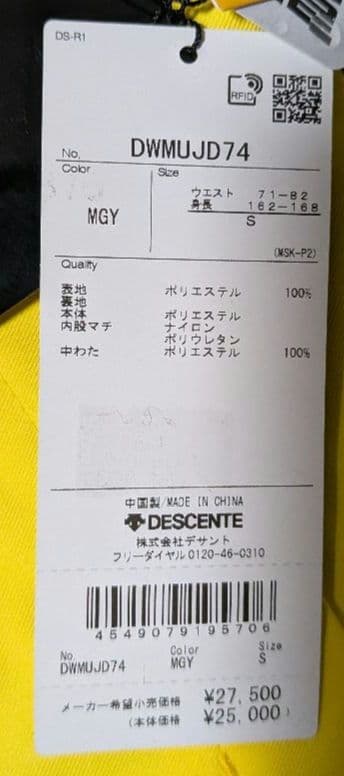 DS-R1
RFID
No. DWMUJD74
Color Size
MGY
ウエスト 71-82
身長 162-168
S
(MSK-P2)
Quality
表地 ポリエステル 100%
裏地
本体 ポリエステル
内股マチ ナイロン
ポリウレタン
中わた ポリエステル 100%
中国製/MADE IN CHINA
DESCENTE
株式会社デサント
フリーダイヤル0120-46-0310
4549079195706
No. Color Size
DWMUJD74 MGY S
メーカー希望小売価格 ¥27,500
(本体価格 ¥25,000)